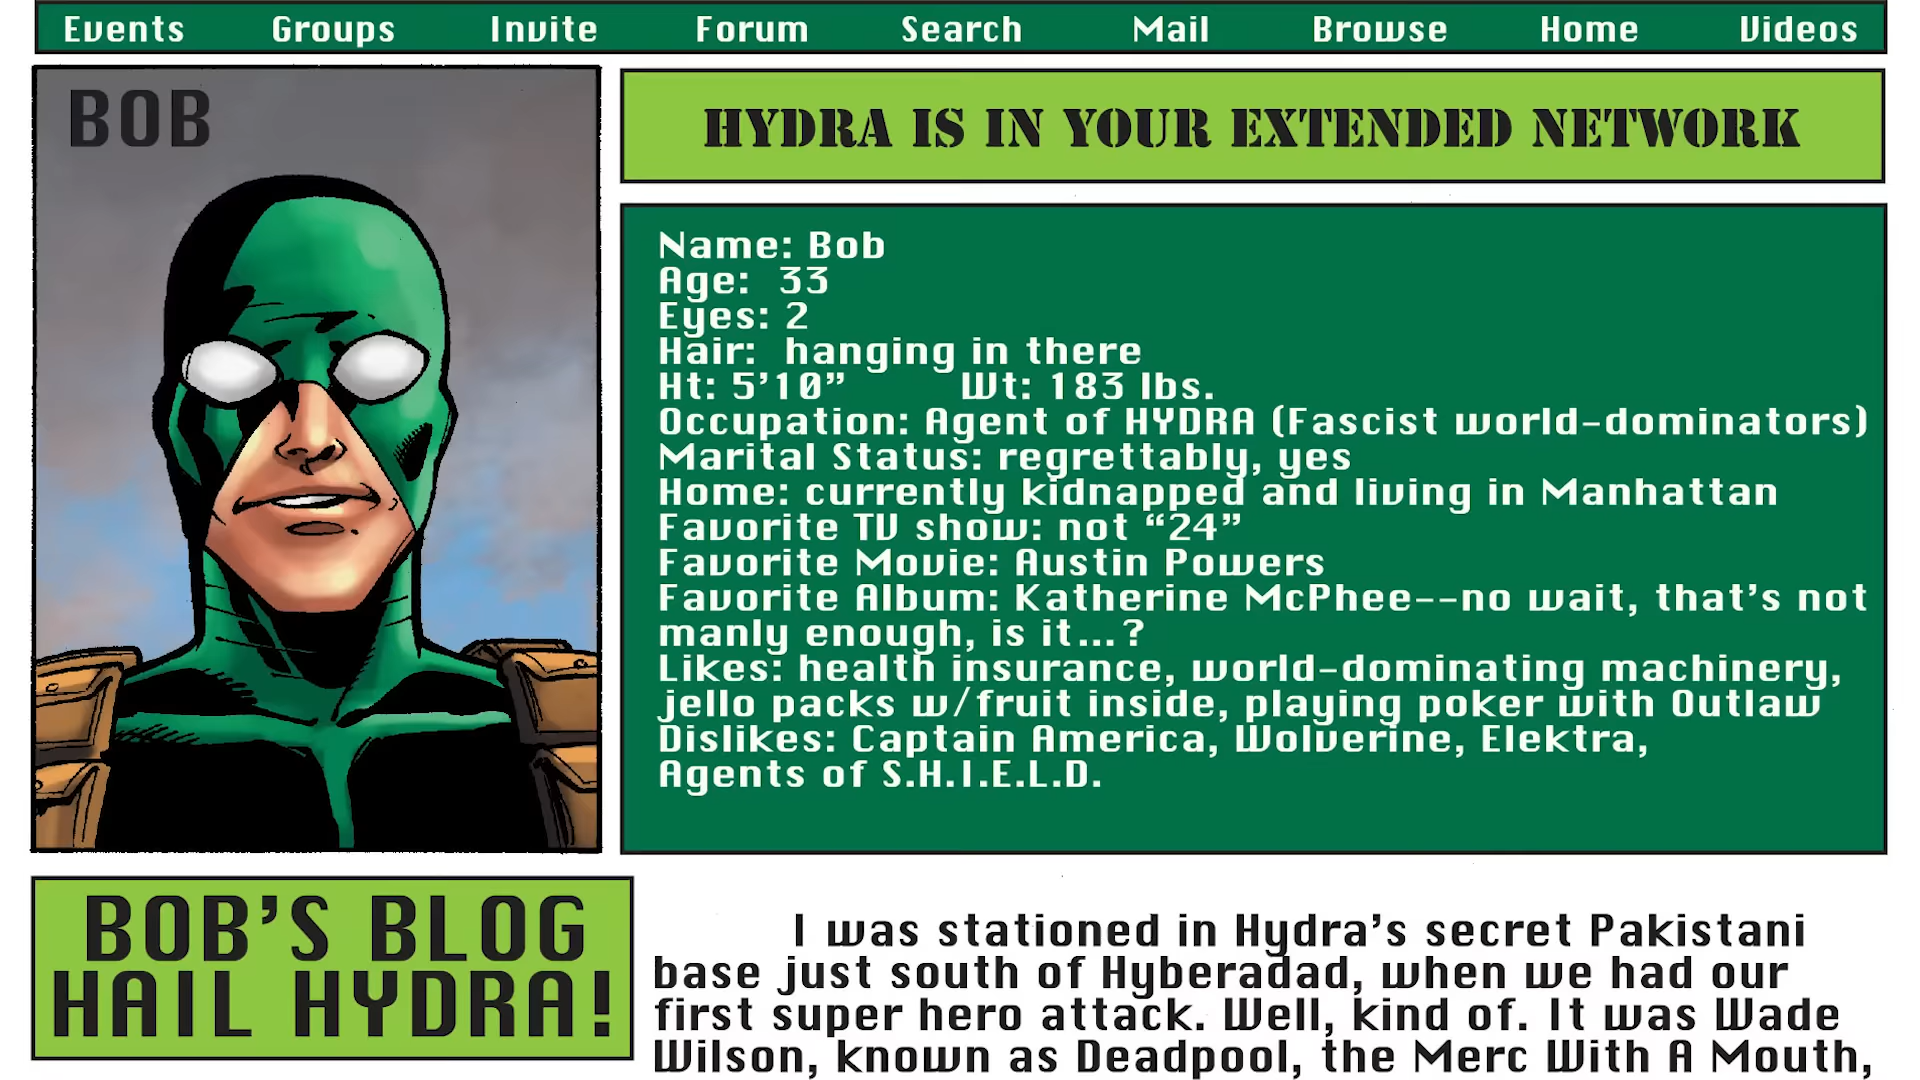 Events Groups Invite Forum Search Mail Browse Home Videos
BOB
HYDRA IS IN YOUR EXTENDED NETWORK
Name: Bob
Age: 33
Eyes: 2
Hair: hanging in there
Ht: 5'10" Wt: 183 lbs.
Occupation: Agent of HYDRA (Fascist world-dominators)
Marital Status: regrettably, yes
Home: currently kidnapped and living in Manhattan
Favorite TV show: not “24”
Favorite Movie: Austin Powers
Favorite Album: Katherine McPhee--no wait, that's not
manly enough, is it...?
Likes: health insurance, world-dominating machinery,
jello packs w/fruit inside, playing poker with Outlaw
Dislikes: Captain America, Wolverine, Elektra,
Agents of S.H.I.E.L.D.
BOB'S BLOG
HAIL HYDRA!
I was stationed in Hydra's secret Pakistani
base just south of Hyberadad, when we had our
first super hero attack. Well, kind of. It was Wade
Wilson, known as Deadpool, the Merc With A Mouth,